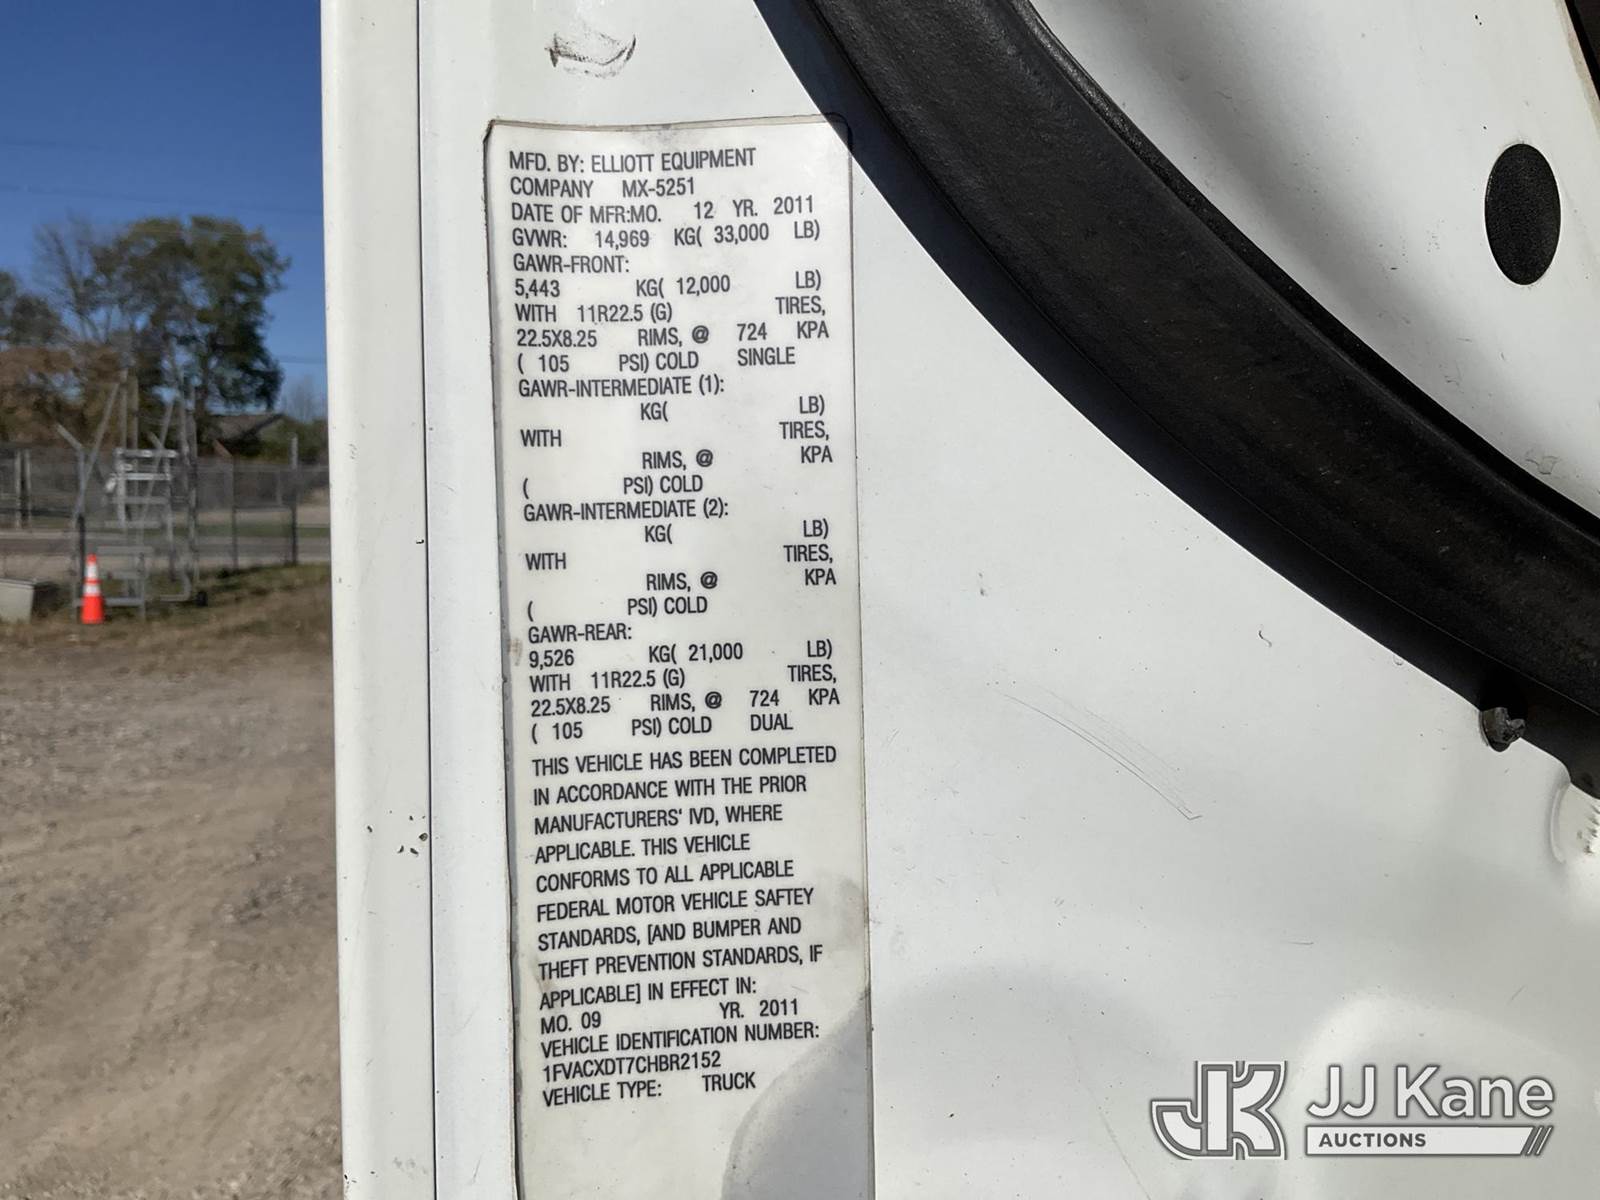 MFD. BY: ELLIOTT EQUIPMENT
COMPANY MX-5251
DATE OF MFR:MO. 12 YR. 2011
GVWR: 14,969 KG( 33,000 LB)
GAWR-FRONT:
5,443 KG( 12,000 LB)
WITH 11R22.5 (G) TIRES,
22.5X8.25 RIMS, @ 724 KPA
( 105 PSI) COLD SINGLE
GAWR-INTERMEDIATE (1):
KG( LB)
WITH TIRES,
RIMS, @ KPA
( PSI) COLD
GAWR-INTERMEDIATE (2):
KG( LB)
WITH TIRES,
RIMS, @ KPA
( PSI) COLD
GAWR-REAR:
9,526 KG( 21,000 LB)
WITH 11R22.5 (G) TIRES,
22.5X8.25 RIMS, @ 724 KPA
( 105 PSI) COLD DUAL
THIS VEHICLE HAS BEEN COMPLETED
IN ACCORDANCE WITH THE PRIOR
MANUFACTURERS' IVD, WHERE
APPLICABLE. THIS VEHICLE
CONFORMS TO ALL APPLICABLE
FEDERAL MOTOR VEHICLE SAFTEY
STANDARDS, [AND BUMPER AND
THEFT PREVENTION STANDARDS, IF
APPLICABLE] IN EFFECT IN:
MO. 09 YR. 2011
VEHICLE IDENTIFICATION NUMBER:
1FVACXDT7CHBR2152
VEHICLE TYPE: TRUCK
JK JJ Kane
AUCTIONS